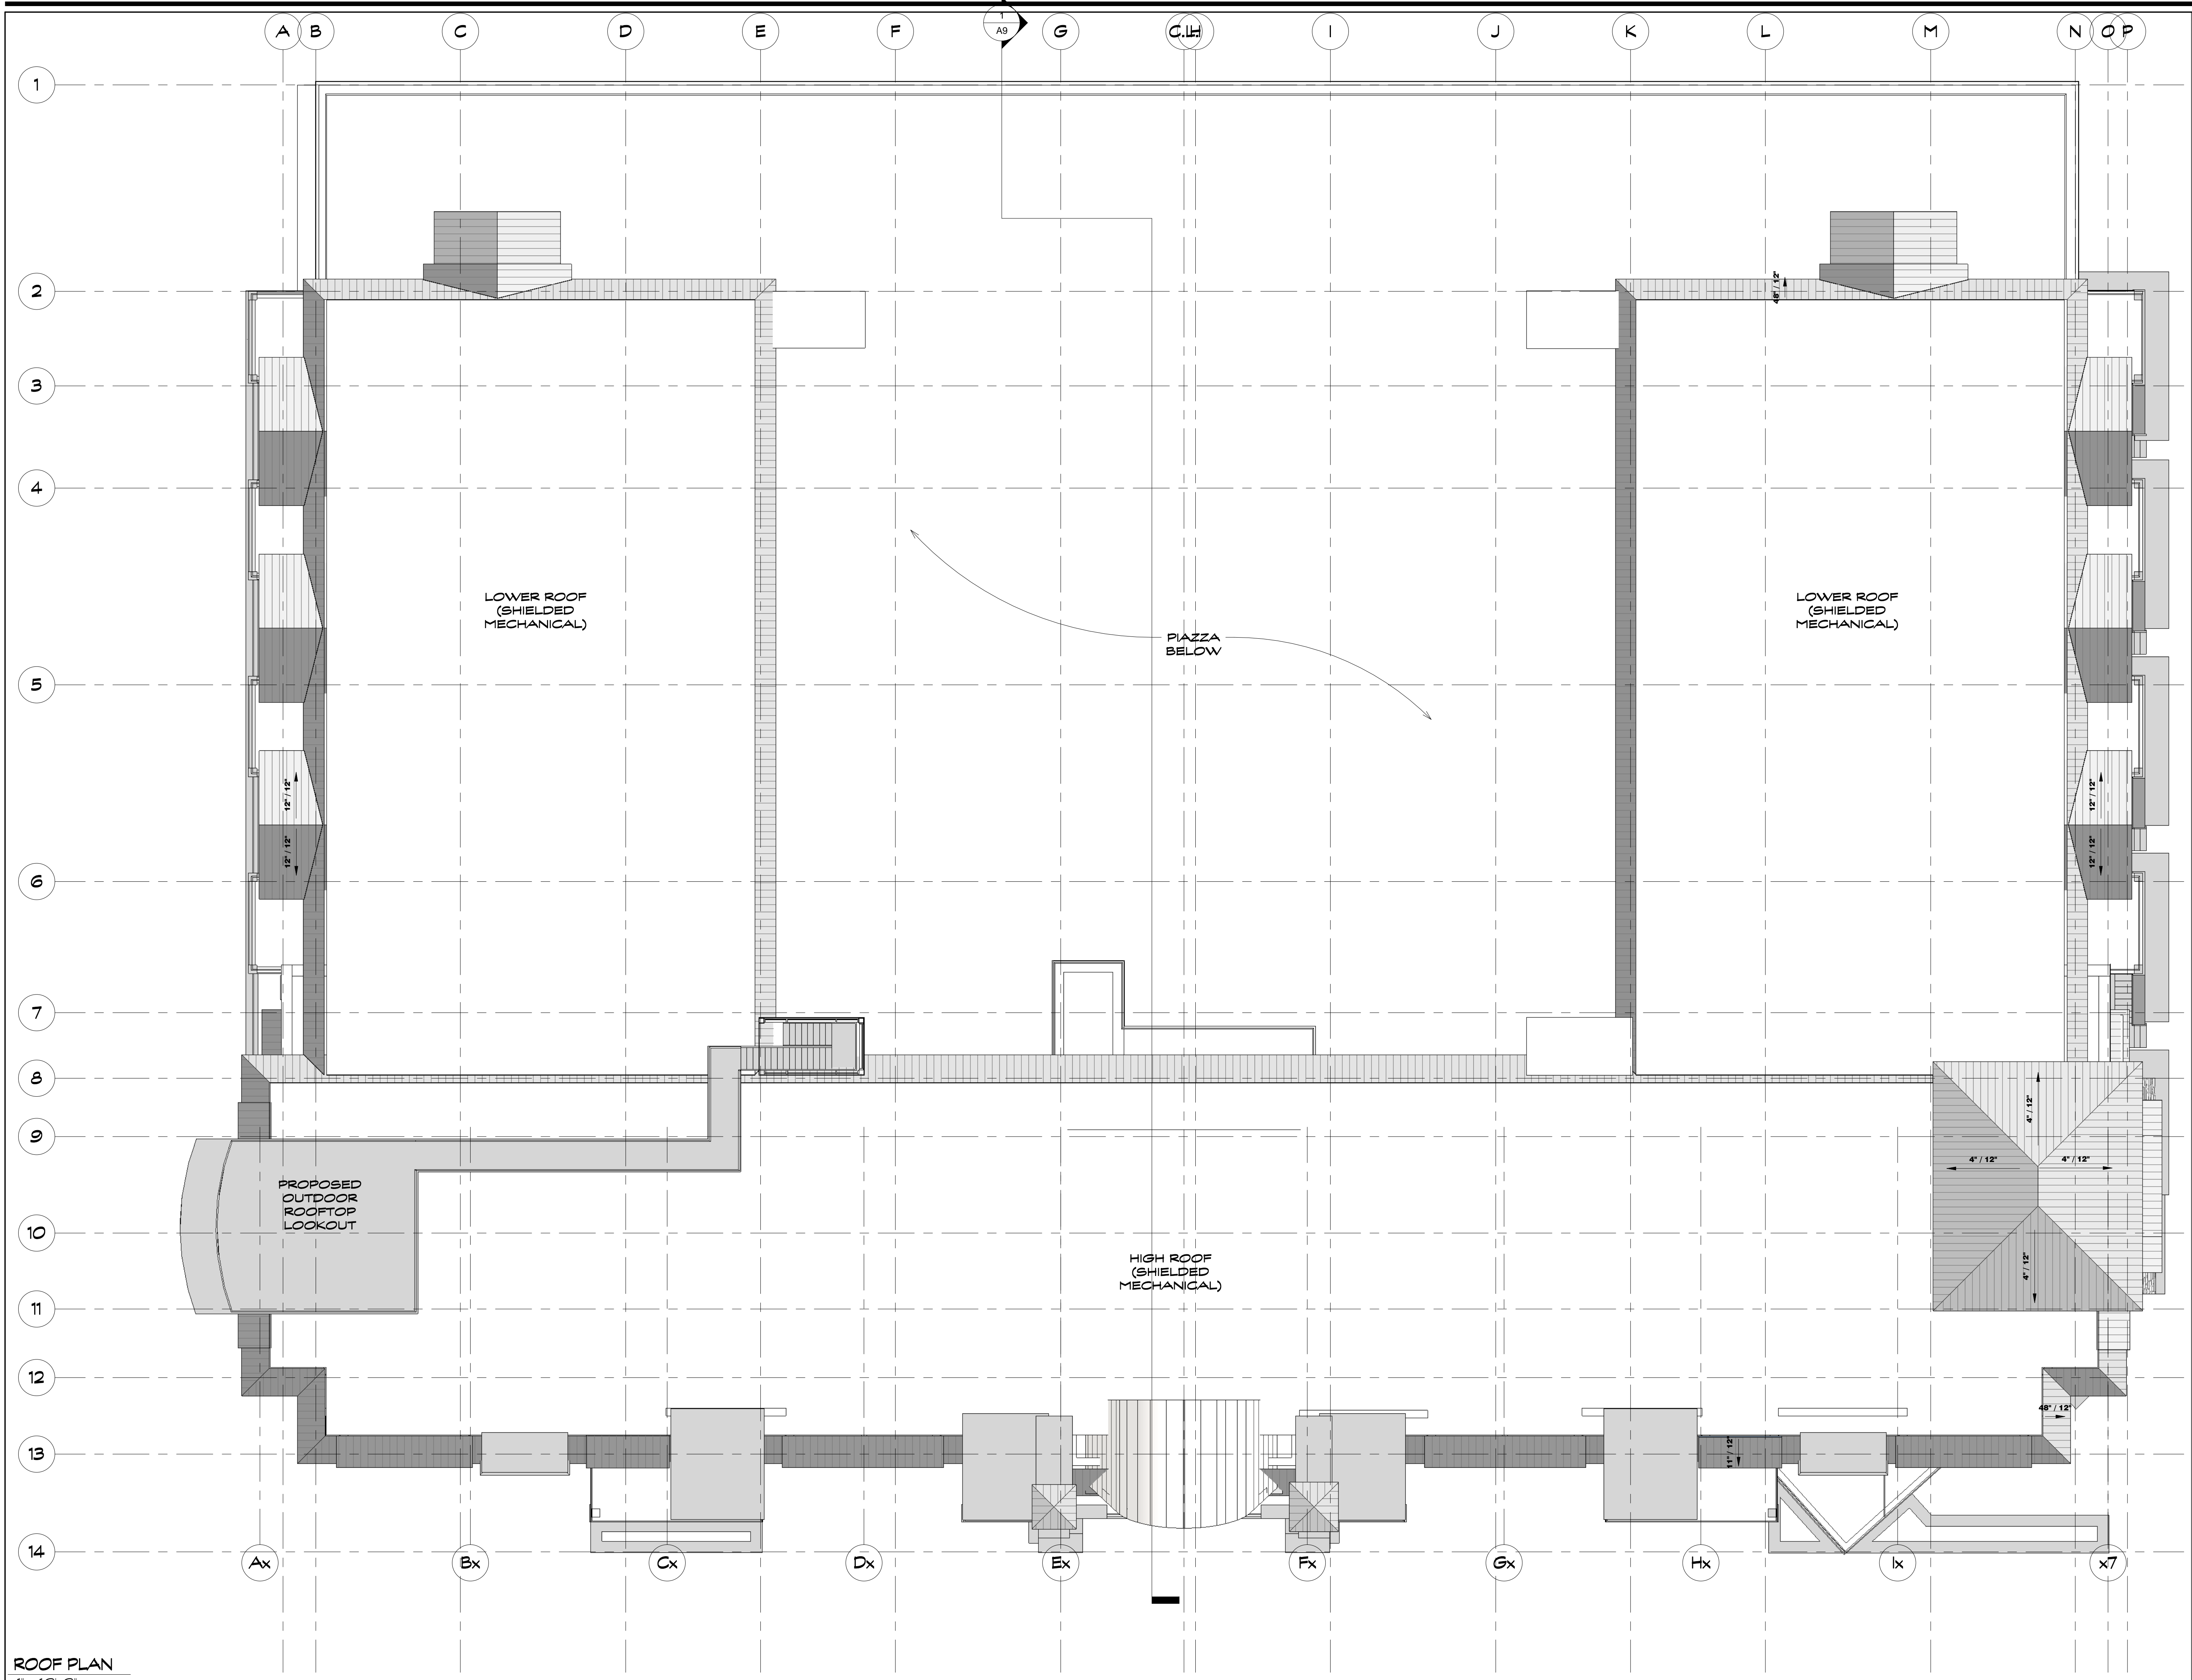 A B C D E F 1 G C.L. H I J K L M N O P
A9
1
2
48" / 12"
3
4
LOWER ROOF
(SHIELDED
MECHANICAL)
LOWER ROOF
(SHIELDED
MECHANICAL)
PIAZZA
BELOW
5
12" / 12"
12" / 12"
12" / 12"
12" / 12"
6
7
8
9
4" / 12"
4" / 12"
4" / 12"
4" / 12"
PROPOSED
OUTDOOR
ROOFTOP
LOOKOUT
10
HIGH ROOF
(SHIELDED
MECHANICAL)
11
12
48" / 12"
13
11" / 12"
14
Ax Bx Cx Dx Ex Fx Gx Hx Ix x7
ROOF PLAN